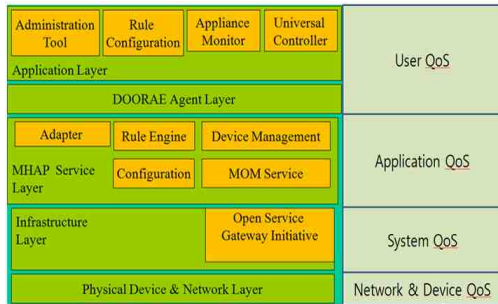 Administration
Tool
Rule
Configuration
Appliance
Monitor
Universal
Controller
Application Layer
User QoS
DOORAE Agent Layer
Adapter
Rule Engine
Device Management
MHAP Service
Layer
Configuration
MOM Service
Application QoS
Infrastructure
Layer
Open Service
Gateway Initiative
System QoS
Physical Device & Network Layer
Network & Device QoS